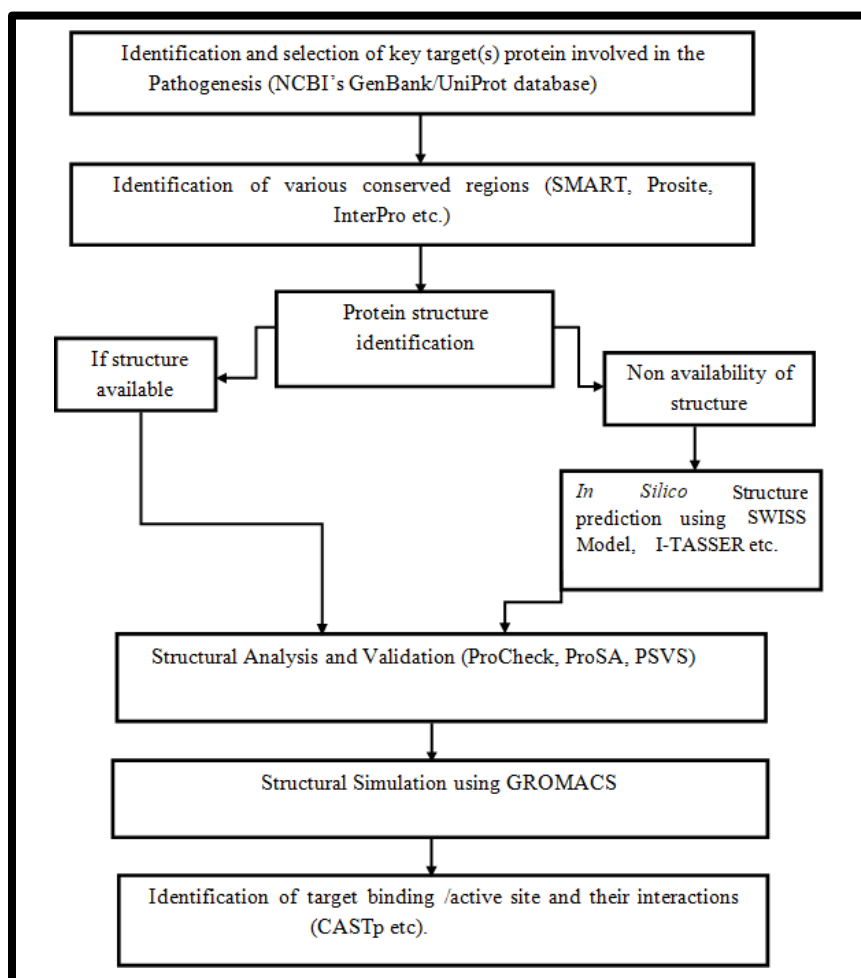 Identification and selection of key target(s) protein involved in the
Pathogenesis (NCBI's GenBank/UniProt database)
Identification of various conserved regions (SMART, Prosite,
InterPro etc.)
Protein structure
identification
If structure
available
Non availability of
structure
In Silico Structure
prediction using SWISS
Model, I-TASSER etc.
Structural Analysis and Validation (ProCheck, ProSA, PSVS)
Structural Simulation using GROMACS
Identification of target binding /active site and their interactions
(CASTp etc).